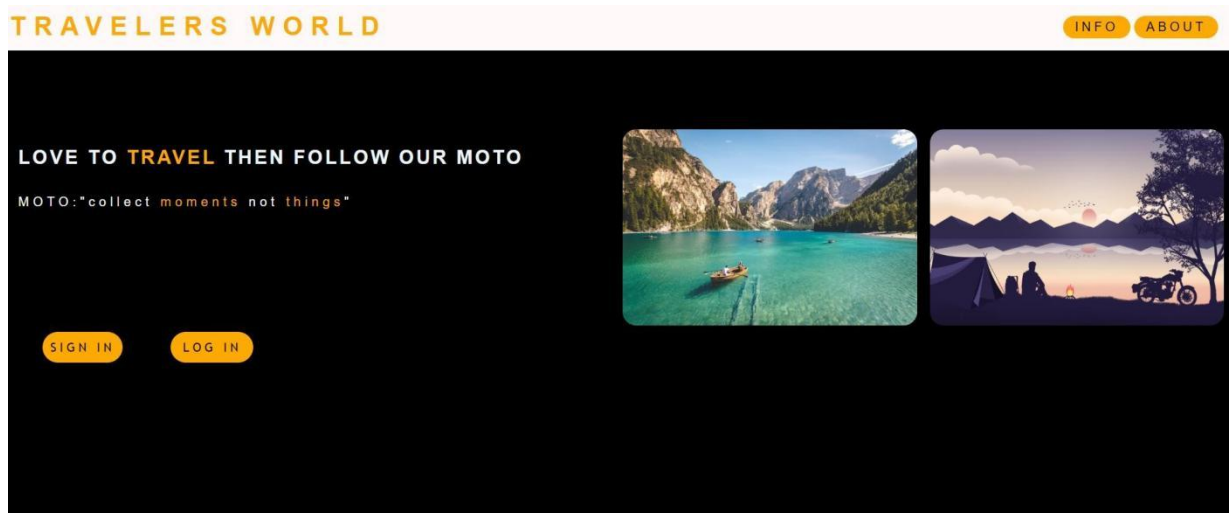 TRAVELERS WORLD
INFO ABOUT
LOVE TO TRAVEL THEN FOLLOW OUR MOTO
MOTO:"collect moments not things"
SIGN IN LOG IN